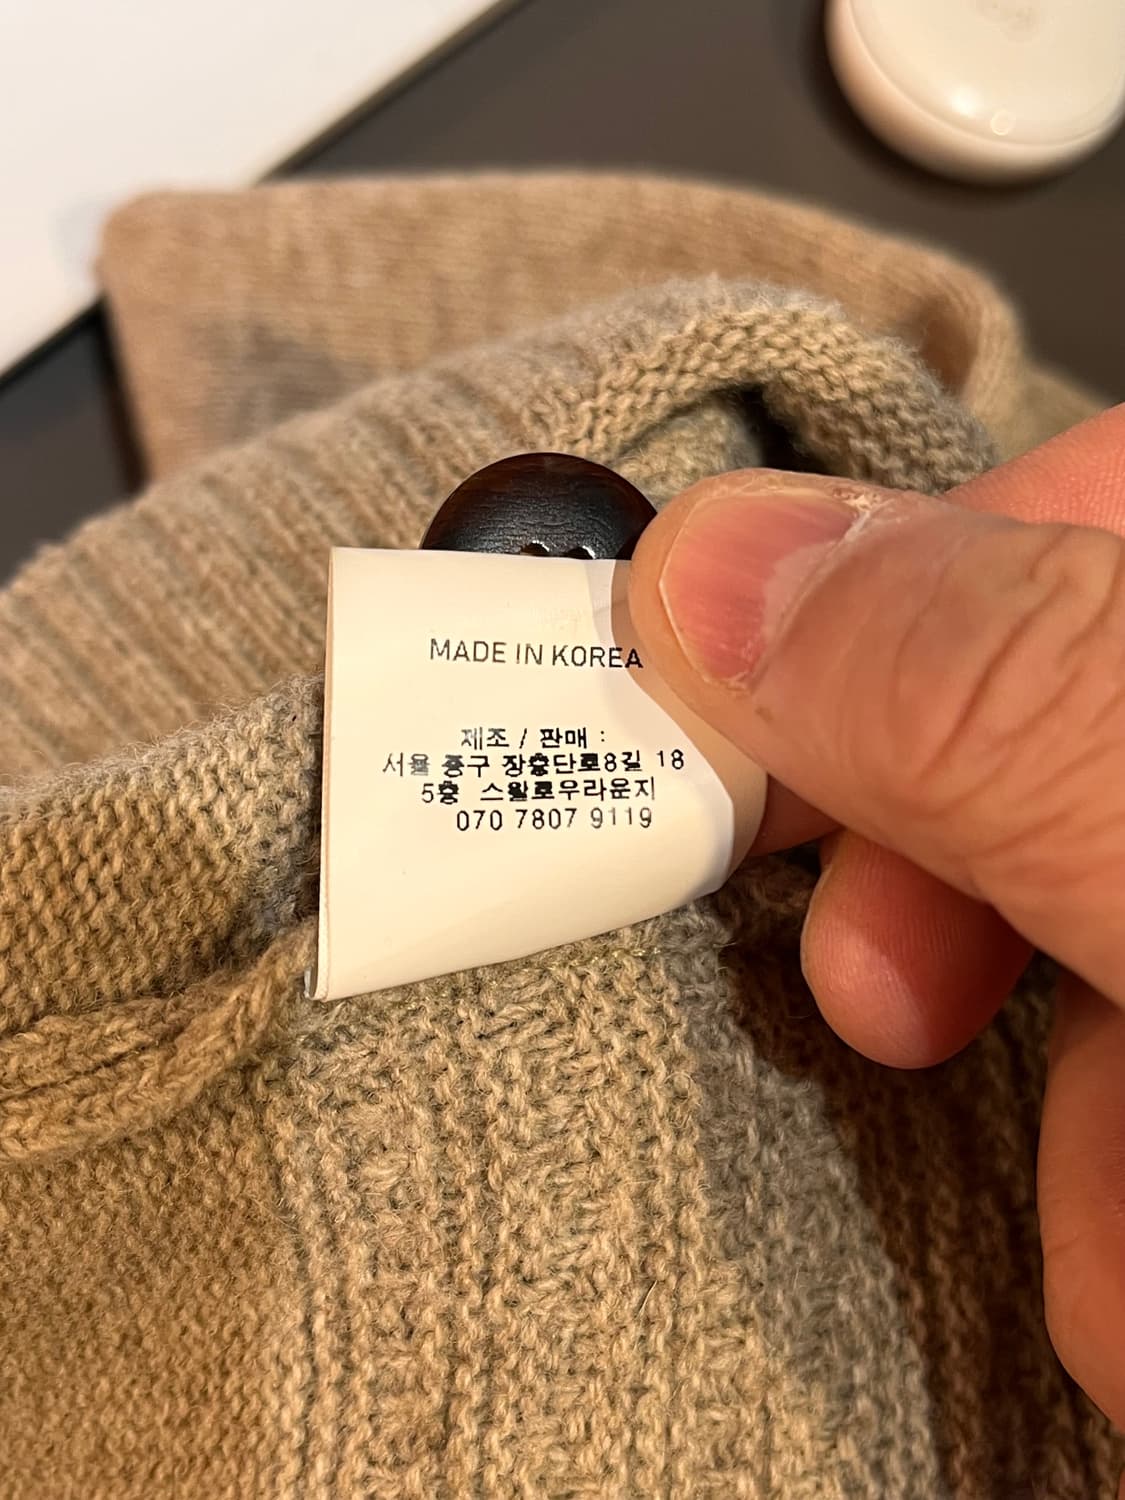 MADE IN KOREA
제조 / 판매 :
서울 중구 장충단로8길 18
5층 스왈로우라운지
070 7807 9119